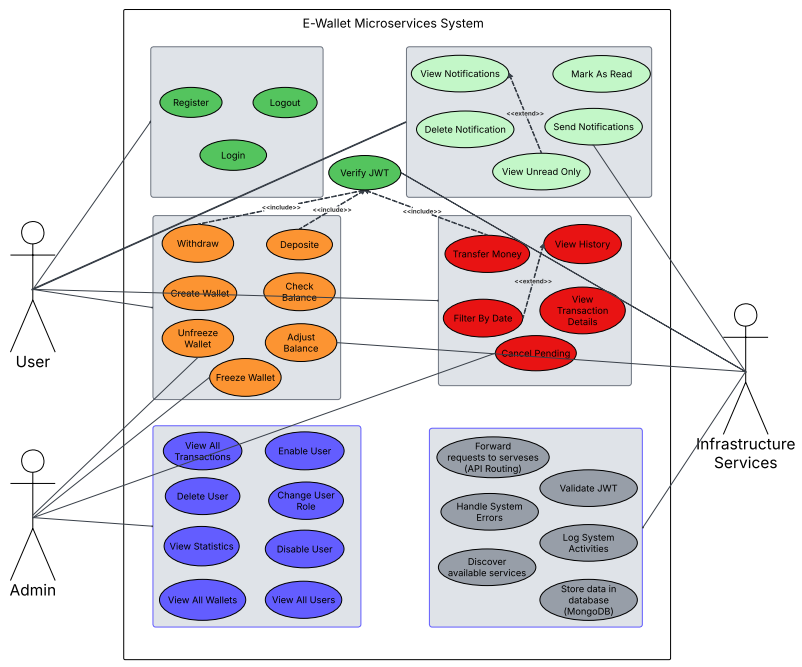 E-Wallet Microservices System
Register
Logout
Login
View Notifications
Mark As Read
<<extend>>
Delete Notification
Send Notifications
View Unread Only
Verify JWT
<<include>>
<<include>>
<<include>>
Withdraw
Deposite
Create Wallet
Check
Balance
Unfreeze
Wallet
Adjust
Balance
Freeze Wallet
Transfer Money
View History
<<extend>>
Filter By Date
View
Transaction
Details
Cancel Pending
User
Infrastructure
Services
Admin
View All
Transactions
Enable User
Delete User
Change User
Role
View Statistics
Disable User
View All Wallets
View All Users
Forward
requests to serveses
(API Routing)
Validate JWT
Handle System
Errors
Log System
Activities
Discover
available services
Store data in
database
(MongoDB)